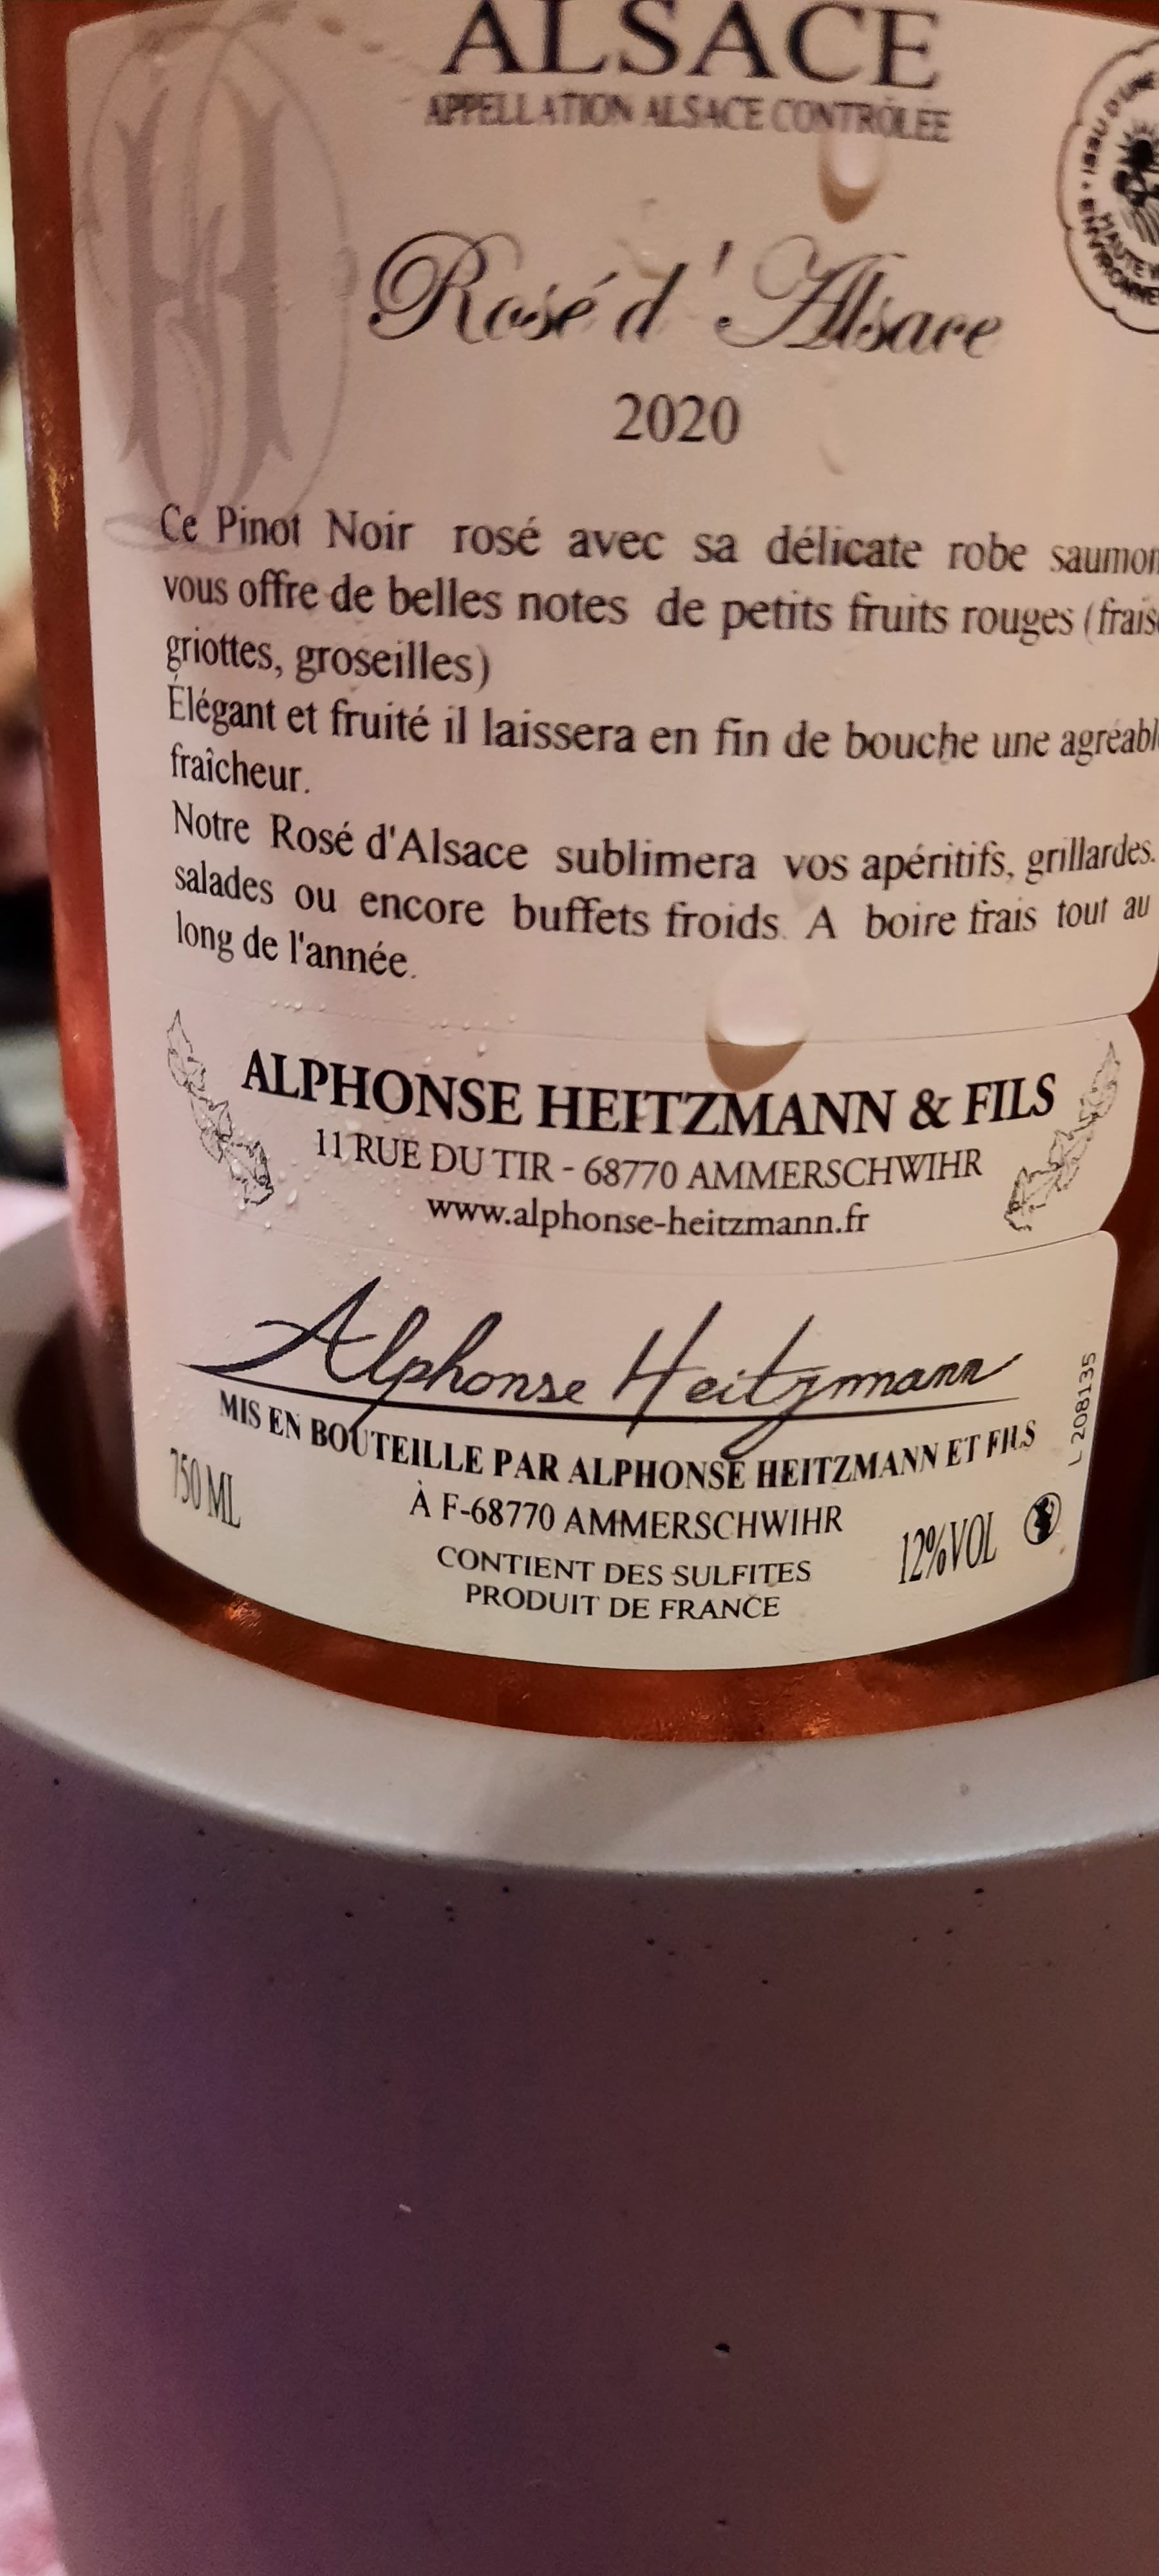 ALSACE
APPELLATION ALSACE CONTRÔLÉE
ISSU D'UNE
HAUTE
Rosé d'Alsace
2020
Ce Pinot Noir rosé avec sa délicate robe saumon
vous offre de belles notes de petits fruits rouges (frais
griottes, groseilles)
Élégant et fruité il laissera en fin de bouche une agréabl
fraîcheur.
Notre Rosé d'Alsace sublimera vos apéritifs, grillardes.
salades ou encore buffets froids. A boire frais tout au
long de l'année.
ALPHONSE HEITZMANN & FILS
11 RUE DU TIR - 68770 AMMERSCHWIHR
www.alphonse-heitzmann.fr
Alphonse Heitzmann
MIS EN BOUTEILLE PAR ALPHONSE HEITZMANN ET FILS
L 208135
750 ML
À F-68770 AMMERSCHWIHR
12%VOL
CONTIENT DES SULFITES
PRODUIT DE FRANCE